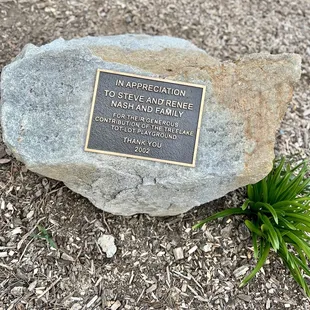 IN APPRECIATION
TO STEVE AND RENEE
NASH AND FAMILY
FOR THEIR GENEROUS
CONTRIBUTION OF THE TREELAKE
TOT LOT PLAYGROUND
THANK YOU
2002